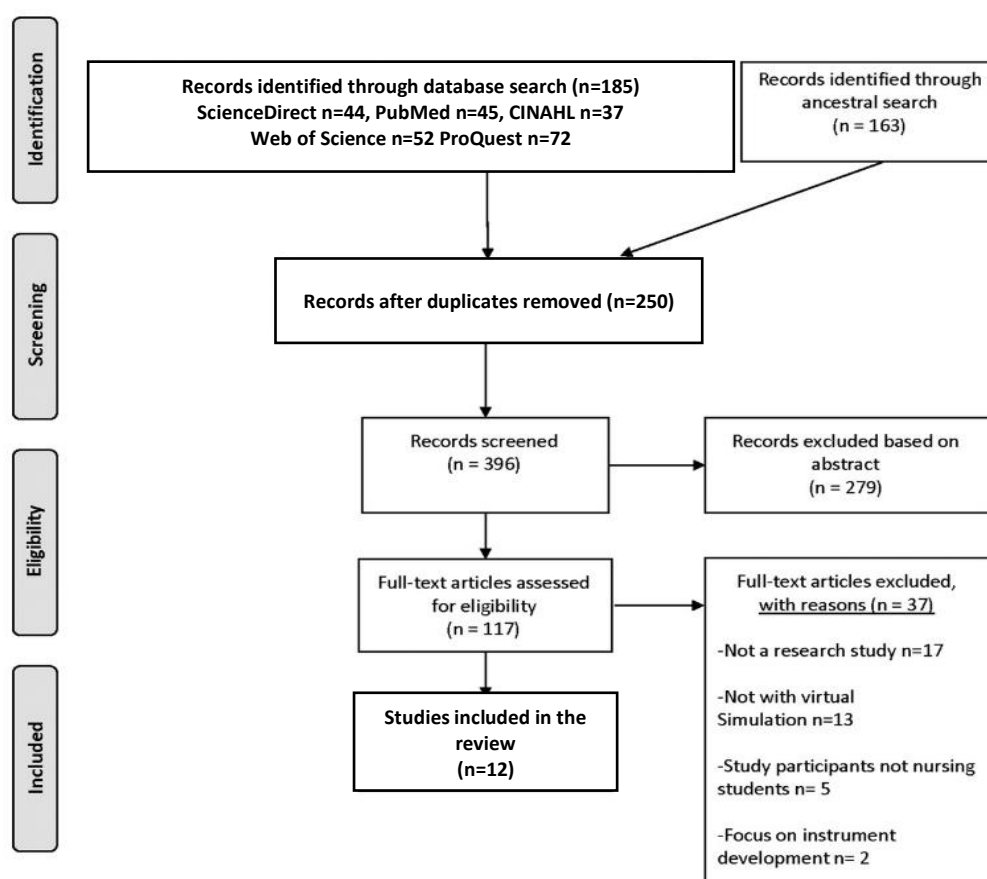 Identification
Records identified through database search (n=185)
ScienceDirect n=44, PubMed n=45, CINAHL n=37
Web of Science n=52 ProQuest n=72
Records identified through
ancestral search
(n = 163)
Screening
Records after duplicates removed (n=250)
Records screened
(n = 396)
Records excluded based on
abstract
(n = 279)
Eligibility
Full-text articles assessed
for eligibility
(n = 117)
Full-text articles excluded,
with reasons (n = 37)
-Not a research study n=17
-Not with virtual
Simulation n=13
-Study participants not nursing
students n= 5
-Focus on instrument
development n= 2
Included
Studies included in the
review
(n=12)